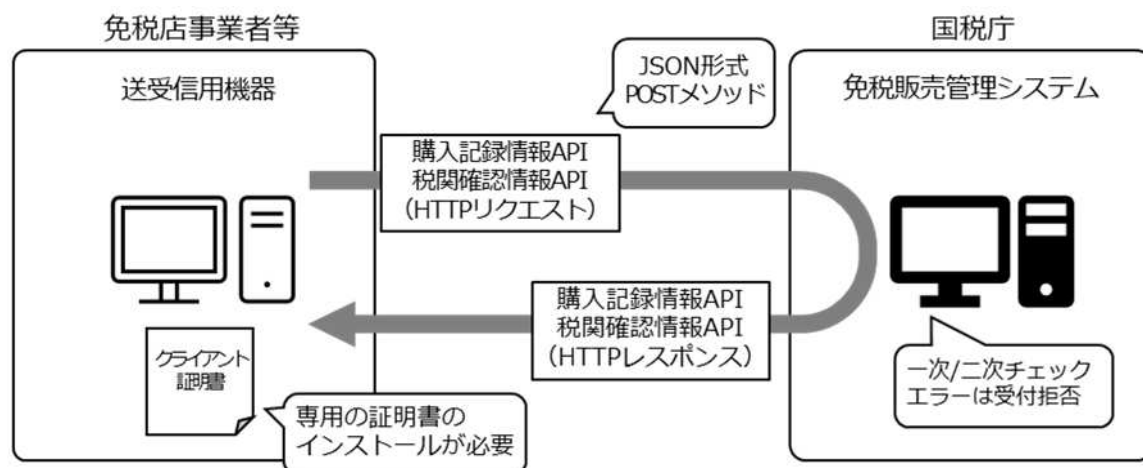 免税店事業者等
国税庁
送受信用機器
JSON形式
POSTメソッド
免税販売管理システム
購入記録情報API
税関確認情報API
（HTTPリクエスト）
購入記録情報API
税関確認情報API
（HTTPレスポンス）
クライアント
証明書
専用の証明書の
インストールが必要
一次/二次チェック
エラーは受付拒否